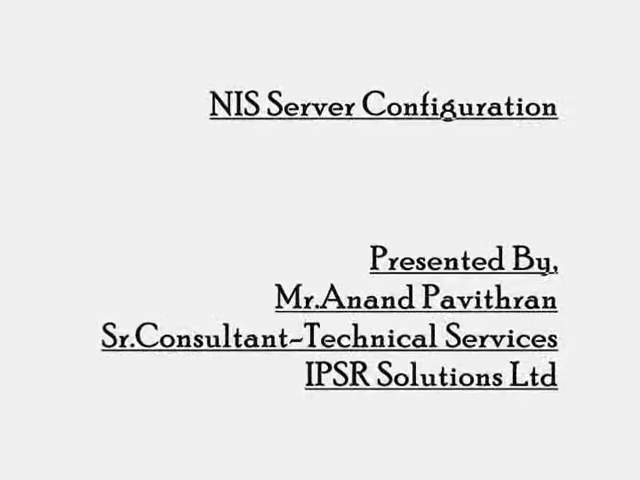 NIS Server Configuration
Presented By,
Mr.Anand Pavithran
Sr.Consultant-Technical Services
IPSR Solutions Ltd